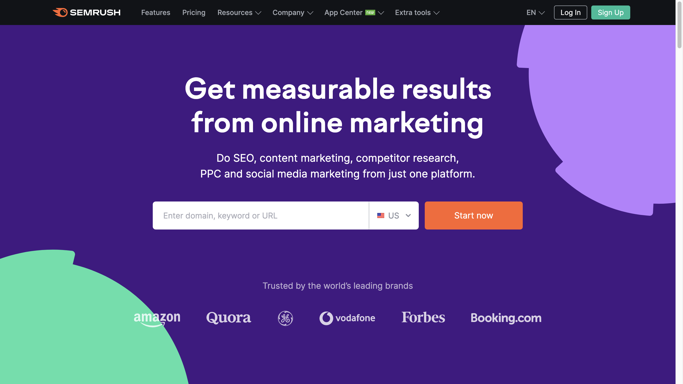 SEMRUSH Features Pricing Resources Company App Center FREE Extra tools EN Log In Sign Up
Get measurable results
from online marketing
Do SEO, content marketing, competitor research,
PPC and social media marketing from just one platform.
Enter domain, keyword or URL US Start now
Trusted by the world's leading brands
amazon Quora vodafone Forbes Booking.com